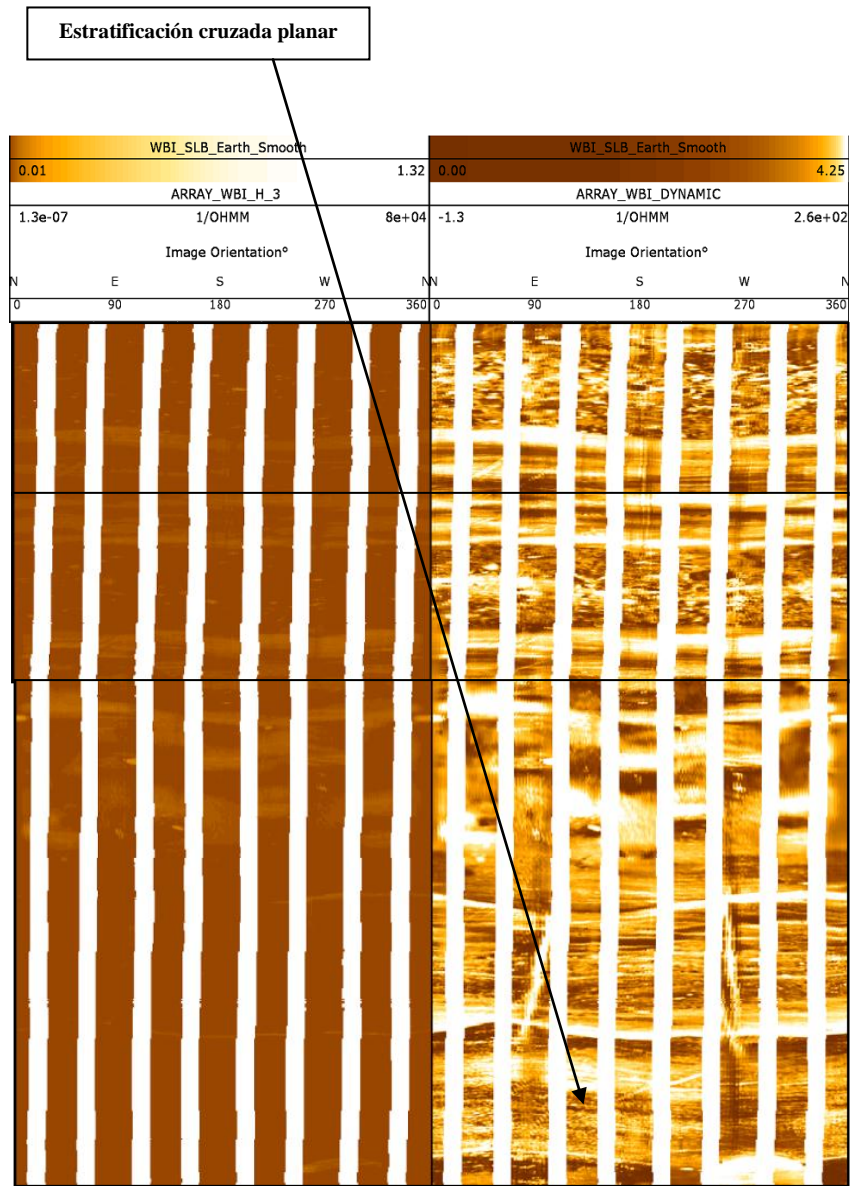 Estratificación cruzada planar
WBI_SLB_Earth_Smooth WBI_SLB_Earth_Smooth
0.01 1.32 0.00 4.25
ARRAY_WBI_H_3 ARRAY_WBI_DYNAMIC
1.3e-07 1/OHMM 8e+04 -1.3 1/OHMM 2.6e+02
Image Orientation° Image Orientation°
N E S W N N E S W N
0 90 180 270 360 0 90 180 270 360